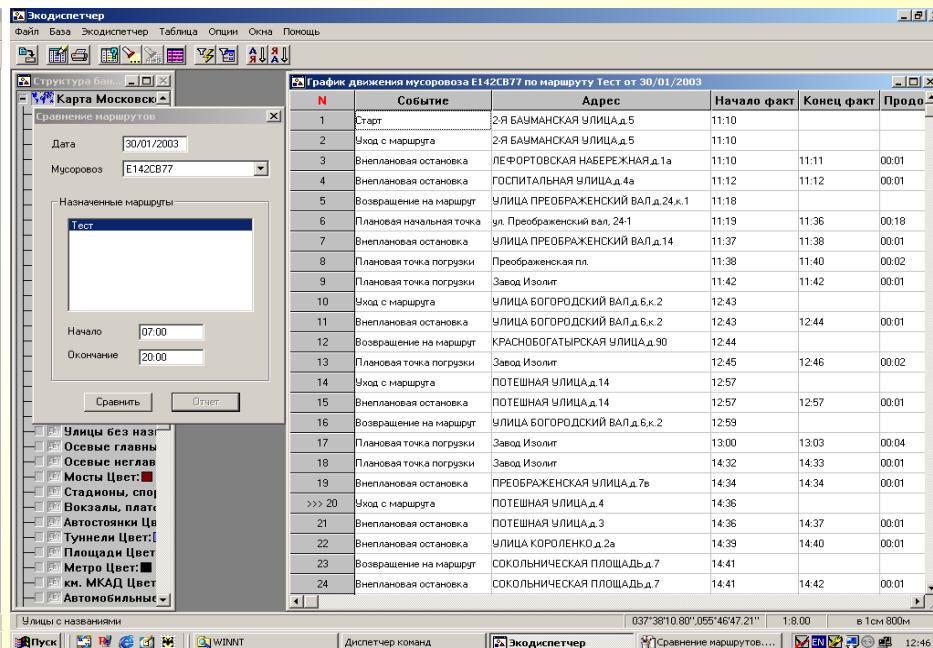 Экодиспетчер
Файл База Экодиспетчер Таблица Опции Окна Помощь
Структура бан...
Карта Московск
Сравнение маршрутов
Дата 30/01/2003
Мусоровоз E142CB77
Назначенные маршруты
Тест
Начало 07:00
Окончание 20:00
Сравнить Отчет
Улицы без назв
Осевые главны
Осевые неглав
Мосты Цвет:
Стадионы, спор
Вокзалы, плат
Автостоянки Цв
Туннели Цвет:
Площади Цвет
Метро Цвет:
км. МКАД Цвет
Автомобильные
График движения мусоровоза E142CB77 по маршруту Тест от 30/01/2003
N Событие Адрес Начало факт Конец факт Продо
1 Старт 2-Я БАУМАНСКАЯ УЛИЦА,д.5 11:10
2 Уход с маршрута 2-Я БАУМАНСКАЯ УЛИЦА,д.5 11:10
3 Внеплановая остановка ЛЕФОРТОВСКАЯ НАБЕРЕЖНАЯ,д.1а 11:10 11:11 00:01
4 Внеплановая остановка ГОСПИТАЛЬНАЯ УЛИЦА,д.4а 11:12 11:12 00:01
5 Возвращение на маршрут УЛИЦА ПРЕОБРАЖЕНСКИЙ ВАЛ,д.24,к.1 11:18
6 Плановая начальная точка ул. Преображенский вал, 24-1 11:19 11:36 00:18
7 Внеплановая остановка УЛИЦА ПРЕОБРАЖЕНСКИЙ ВАЛ,д.14 11:37 11:38 00:01
8 Плановая точка погрузки Преображенская пл. 11:38 11:40 00:02
9 Плановая точка погрузки Завод Изолит 11:42 11:42 00:01
10 Уход с маршрута УЛИЦА БОГОРОДСКИЙ ВАЛ,д.6,к.2 12:43
11 Внеплановая остановка УЛИЦА БОГОРОДСКИЙ ВАЛ,д.6,к.2 12:43 12:44 00:01
12 Возвращение на маршрут КРАСНОБОГАТЫРСКАЯ УЛИЦА,д.90 12:44
13 Плановая точка погрузки Завод Изолит 12:45 12:46 00:02
14 Уход с маршрута ПОТЕШНАЯ УЛИЦА,д.14 12:57
15 Внеплановая остановка ПОТЕШНАЯ УЛИЦА,д.14 12:57 12:57 00:01
16 Возвращение на маршрут УЛИЦА БОГОРОДСКИЙ ВАЛ,д.6,к.2 12:59
17 Плановая точка погрузки Завод Изолит 13:00 13:03 00:04
18 Плановая точка погрузки Завод Изолит 14:32 14:33 00:01
19 Внеплановая остановка ПРЕОБРАЖЕНСКАЯ УЛИЦА,д.7в 14:34 14:34 00:01
>>> 20 Уход с маршрута ПОТЕШНАЯ УЛИЦА,д.4 14:36
21 Внеплановая остановка ПОТЕШНАЯ УЛИЦА,д.3 14:36 14:37 00:01
22 Внеплановая остановка УЛИЦА КОРОЛЕНКО,д.2а 14:39 14:40 00:01
23 Возвращение на маршрут СОКОЛЬНИЧЕСКАЯ ПЛОЩАДЬ,д.7 14:41
24 Внеплановая остановка СОКОЛЬНИЧЕСКАЯ ПЛОЩАДЬ,д.7 14:41 14:42 00:01
Улицы с названиями 037°38'10.80'',055°46'47.21'' 1:8.00 в 1см 800м
Пуск WINNT Диспетчер команд Экодиспетчер Сравнение маршрутов.... EN 12:46